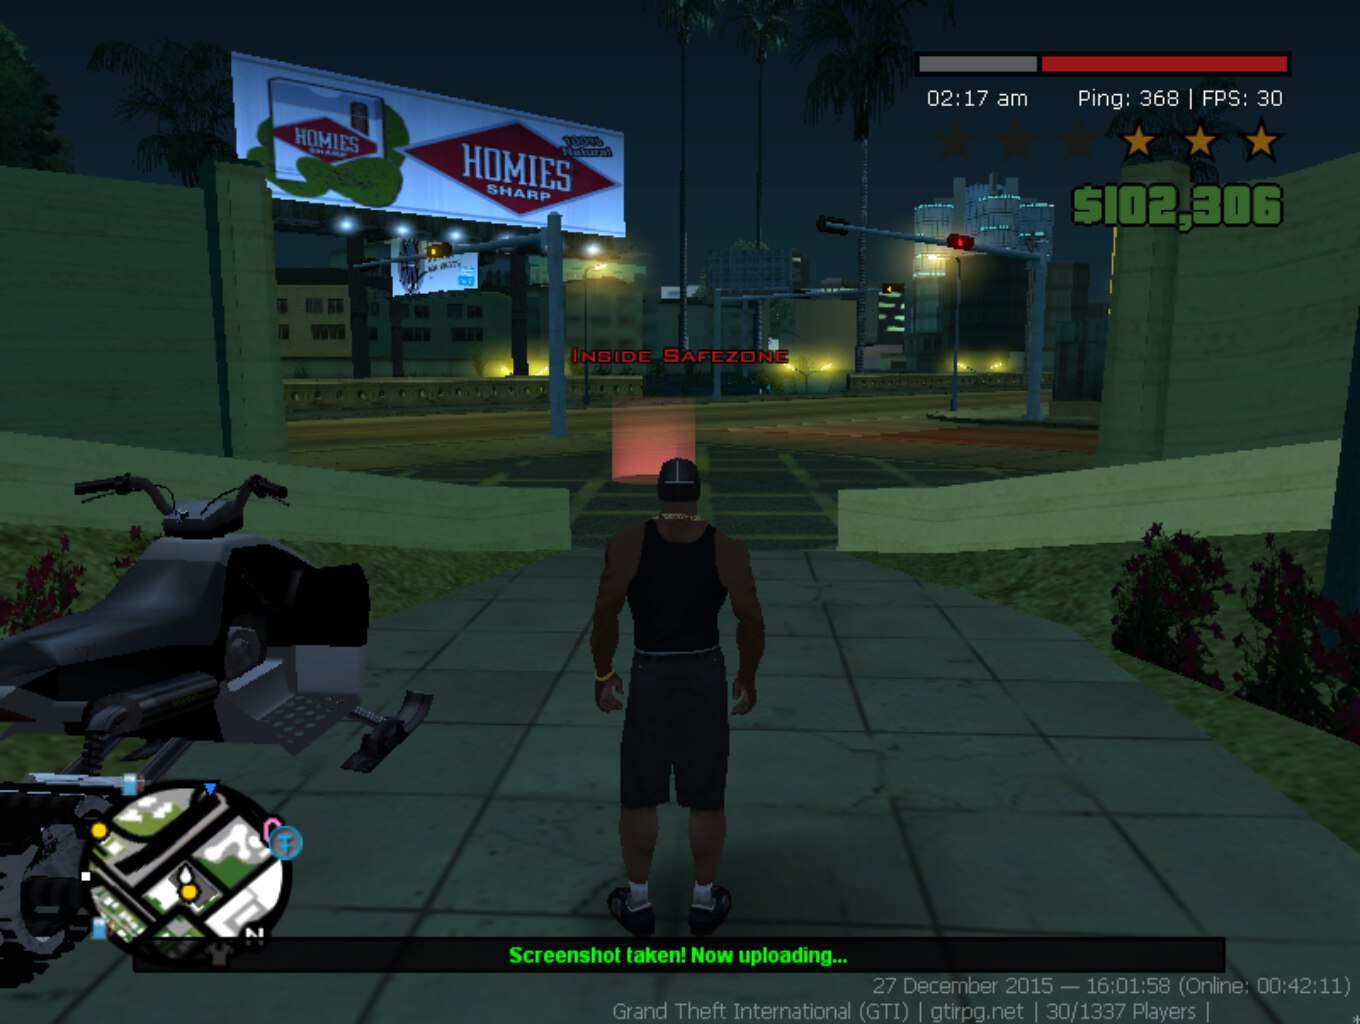 02:17 am Ping: 368 | FPS: 30
$102,306
HOMIES
SHARP
HOMIES
SHARP
100%
Natural
INSIDE SAFEZONE
N
Screenshot taken! Now uploading...
27 December 2015 — 16:01:58 (Online: 00:42:11)
Grand Theft International (GTI) | gtirpg.net | 30/1337 Players |